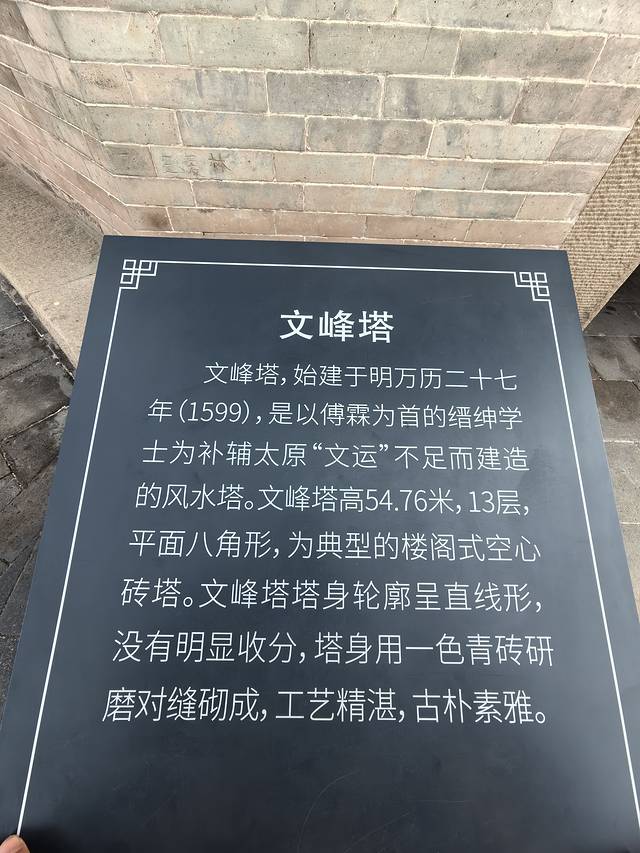 文峰塔
文峰塔，始建于明万历二十七
年（1599），是以傅霖为首的缙绅学
士为补辅太原“文运”不足而建造
的风水塔。文峰塔高54.76米，13层，
平面八角形，为典型的楼阁式空心
砖塔。文峰塔塔身轮廓呈直线形，
没有明显收分，塔身用一色青砖研
磨对缝砌成，工艺精湛，古朴素雅。